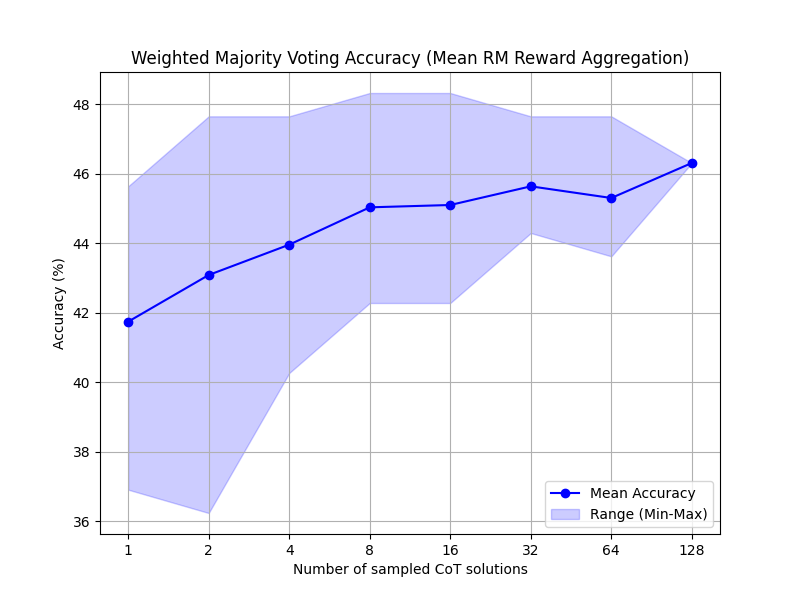 Weighted Majority Voting Accuracy (Mean RM Reward Aggregation)
48
46
44
42
40
38
36
Accuracy (%)
Mean Accuracy
Range (Min-Max)
1 2 4 8 16 32 64 128
Number of sampled CoT solutions